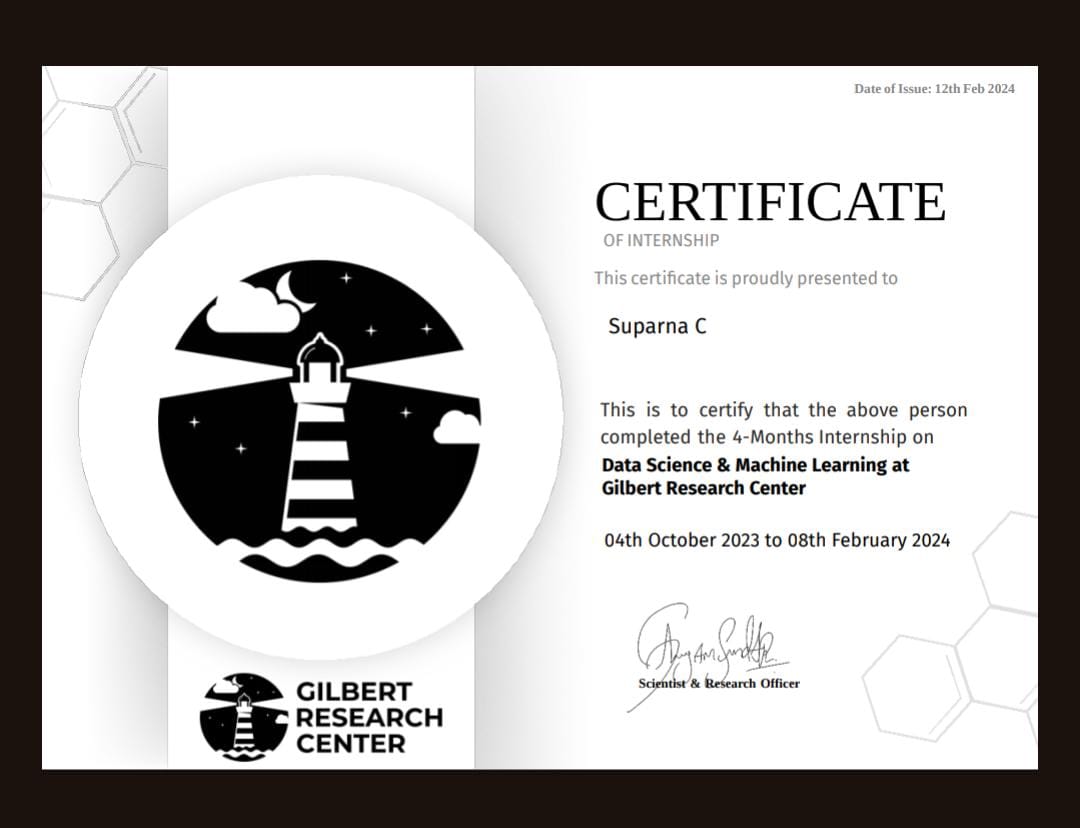 Date of Issue: 12th Feb 2024
CERTIFICATE
OF INTERNSHIP
This certificate is proudly presented to
Suparna C
This is to certify that the above person
completed the 4-Months Internship on
Data Science & Machine Learning at
Gilbert Research Center
04th October 2023 to 08th February 2024
Scientist & Research Officer
GILBERT
RESEARCH
CENTER